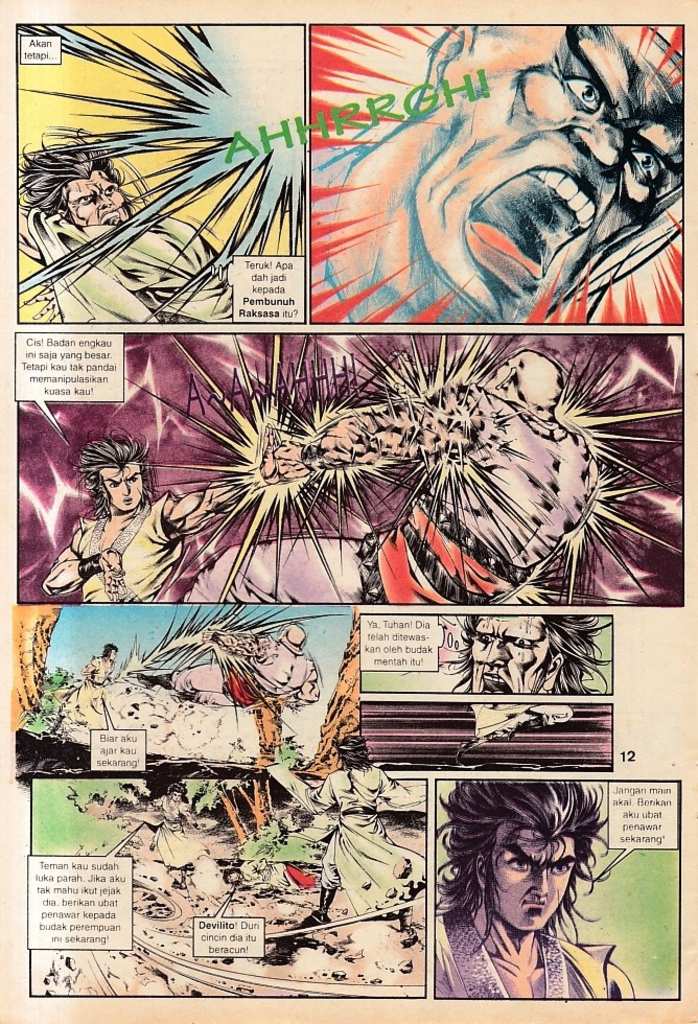 Akan
tetapi...
AHHRRGH!
Teruk! Apa
dah jadi
kepada
Pembunuh
Raksasa itu?
Cis! Badan engkau
ini saja yang besar.
Tetapi kau tak pandai
memanipulasikan
kuasa kau!
AAAAAHHH!
Ya, Tuhan! Dia
telah ditewas-
kan oleh budak
mentah itu!
Biar aku
ajar kau
sekarang!
12
Jangan main
akal. Berikan
aku ubat
penawar
sekarang!
Teman kau sudah
luka parah. Jika aku
tak mahu ikut jejak
dia, berikan ubat
penawar kepada
budak perempuan
ini sekarang!
Devilito! Duri
cincin dia itu
beracun!